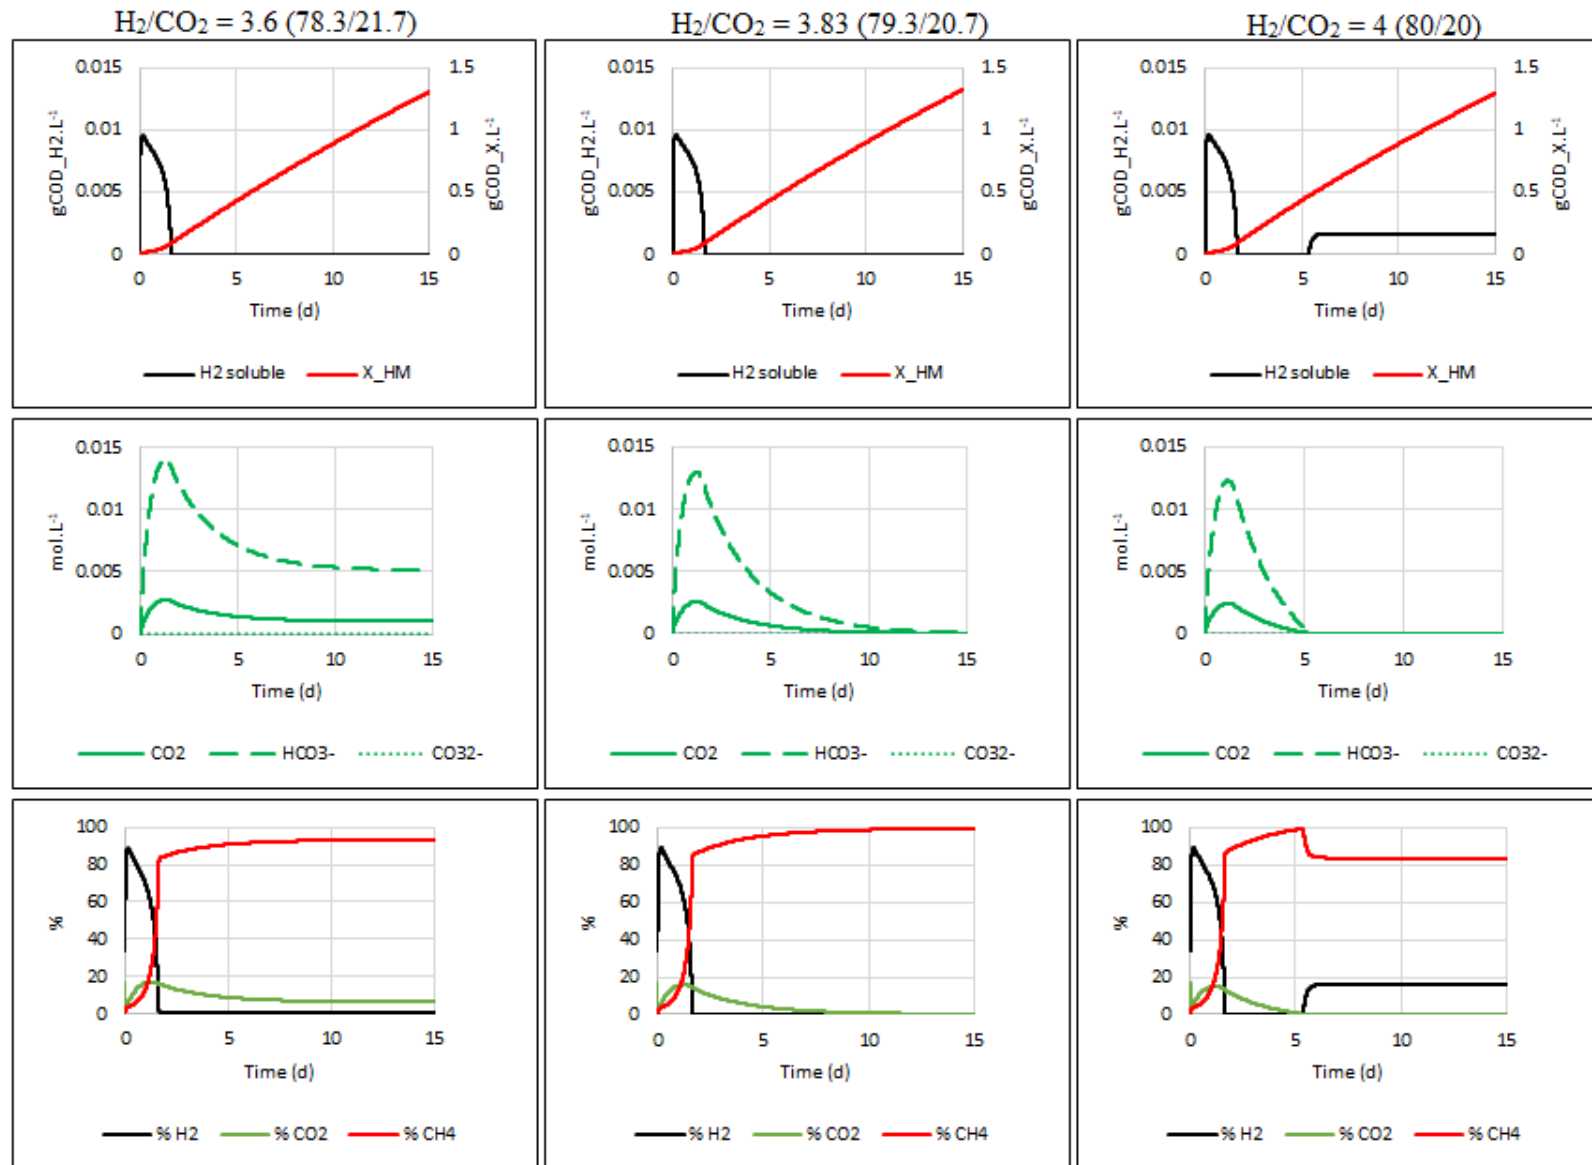 H₂/CO₂ = 3.6 (78.3/21.7)
0.015
0.01
0.005
0
1.5
1
0.5
0
gCOD_H2.L⁻¹
gCOD_X.L⁻¹
0 5 10 15
Time (d)
H2 soluble X_HM
H₂/CO₂ = 3.83 (79.3/20.7)
0.015
0.01
0.005
0
1.5
1
0.5
0
gCOD_H2.L⁻¹
gCOD_X.L⁻¹
0 5 10 15
Time (d)
H2 soluble X_HM
H₂/CO₂ = 4 (80/20)
0.015
0.01
0.005
0
1.5
1
0.5
0
gCOD_H2.L⁻¹
gCOD_X.L⁻¹
0 5 10 15
Time (d)
H2 soluble X_HM
0.015
0.01
0.005
0
mol.L⁻¹
0 5 10 15
Time (d)
CO2 HCO3- CO32-
0.015
0.01
0.005
0
mol.L⁻¹
0 5 10 15
Time (d)
CO2 HCO3- CO32-
0.015
0.01
0.005
0
mol.L⁻¹
0 5 10 15
Time (d)
CO2 HCO3- CO32-
100
80
60
40
20
0
%
0 5 10 15
Time (d)
% H2 % CO2 % CH4
100
80
60
40
20
0
%
0 5 10 15
Time (d)
% H2 % CO2 % CH4
100
80
60
40
20
0
%
0 5 10 15
Time (d)
% H2 % CO2 % CH4